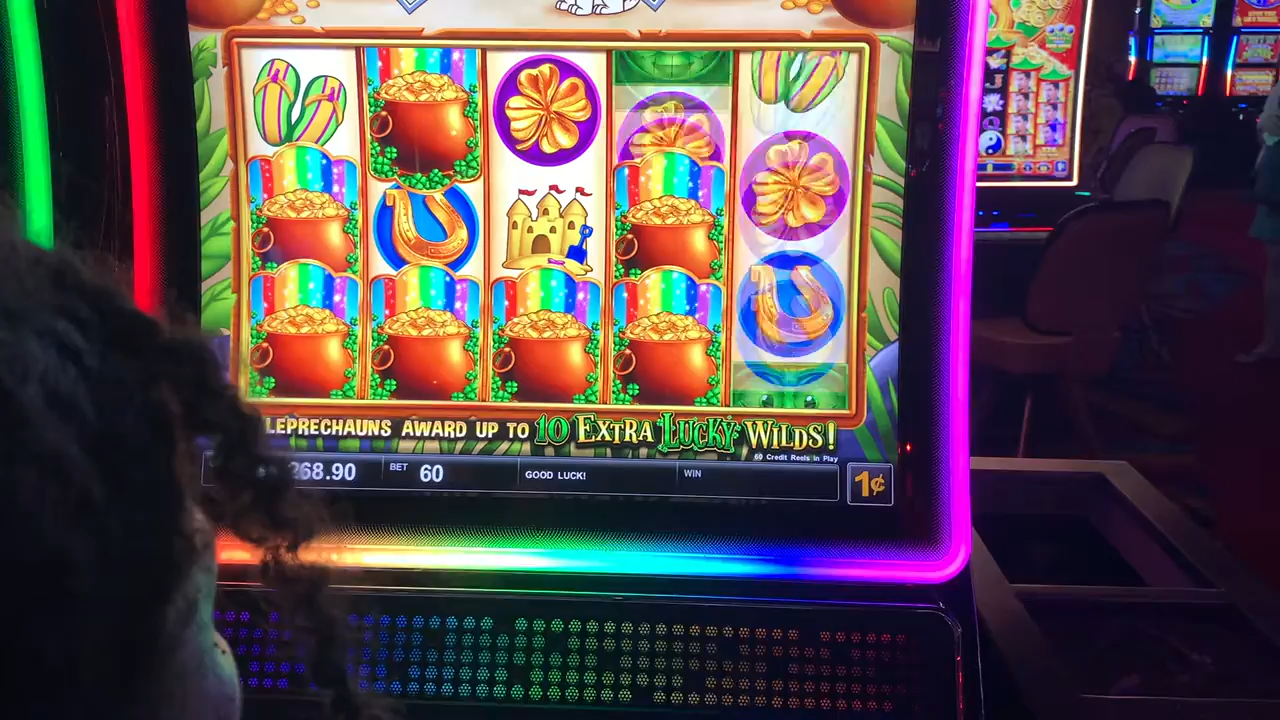 LEPRECHAUNS AWARD UP TO 10 EXTRA LUCKY WILDS!
60 Credit Reels in Play
268.90 BET 60 GOOD LUCK! WIN 1¢